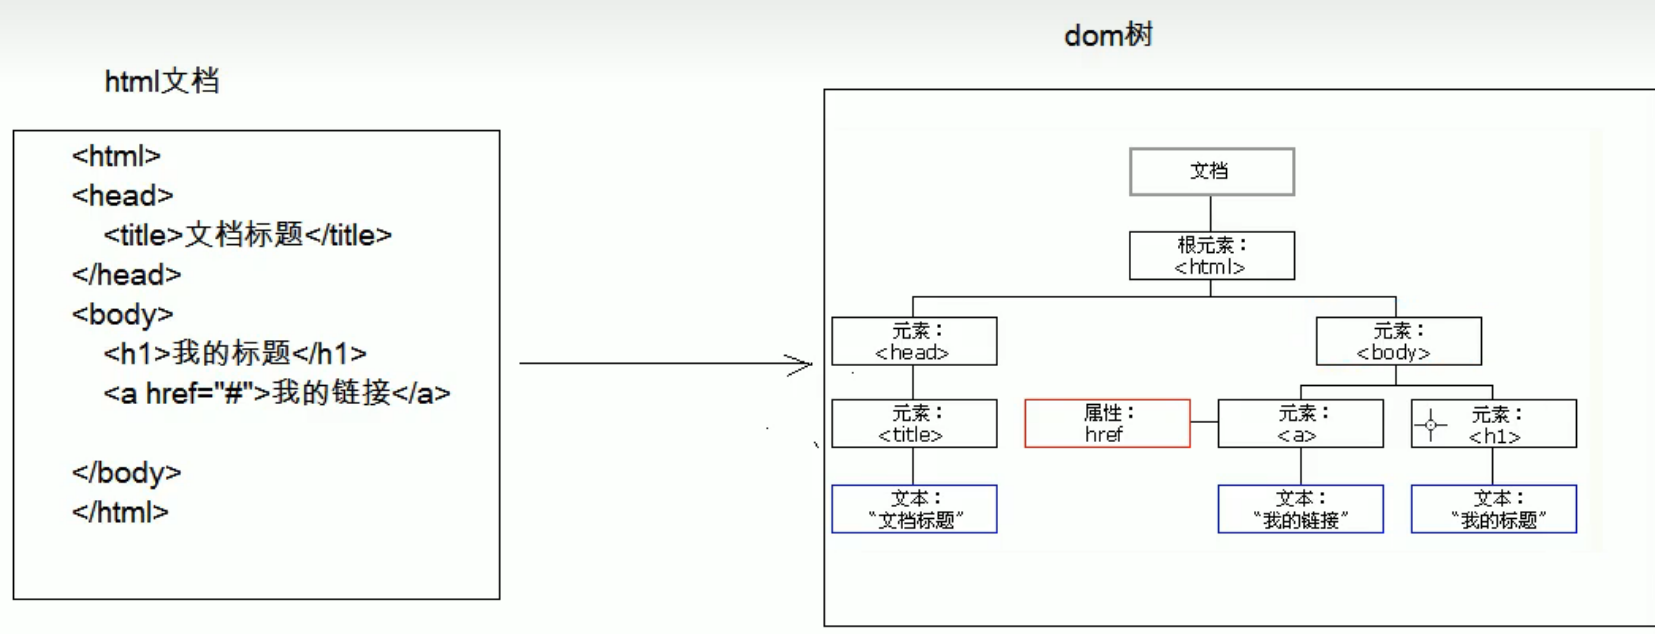 html文档
<html>
<head>
<title>文档标题</title>
</head>
<body>
<h1>我的标题</h1>
<a href="#">我的链接</a>
</body>
</html>
dom树
文档
根元素：
<html>
元素：
<head>
元素：
<body>
元素：
<title>
属性：
href
元素：
<a>
元素：
<h1>
文本：
“文档标题”
文本：
“我的链接”
文本：
“我的标题”